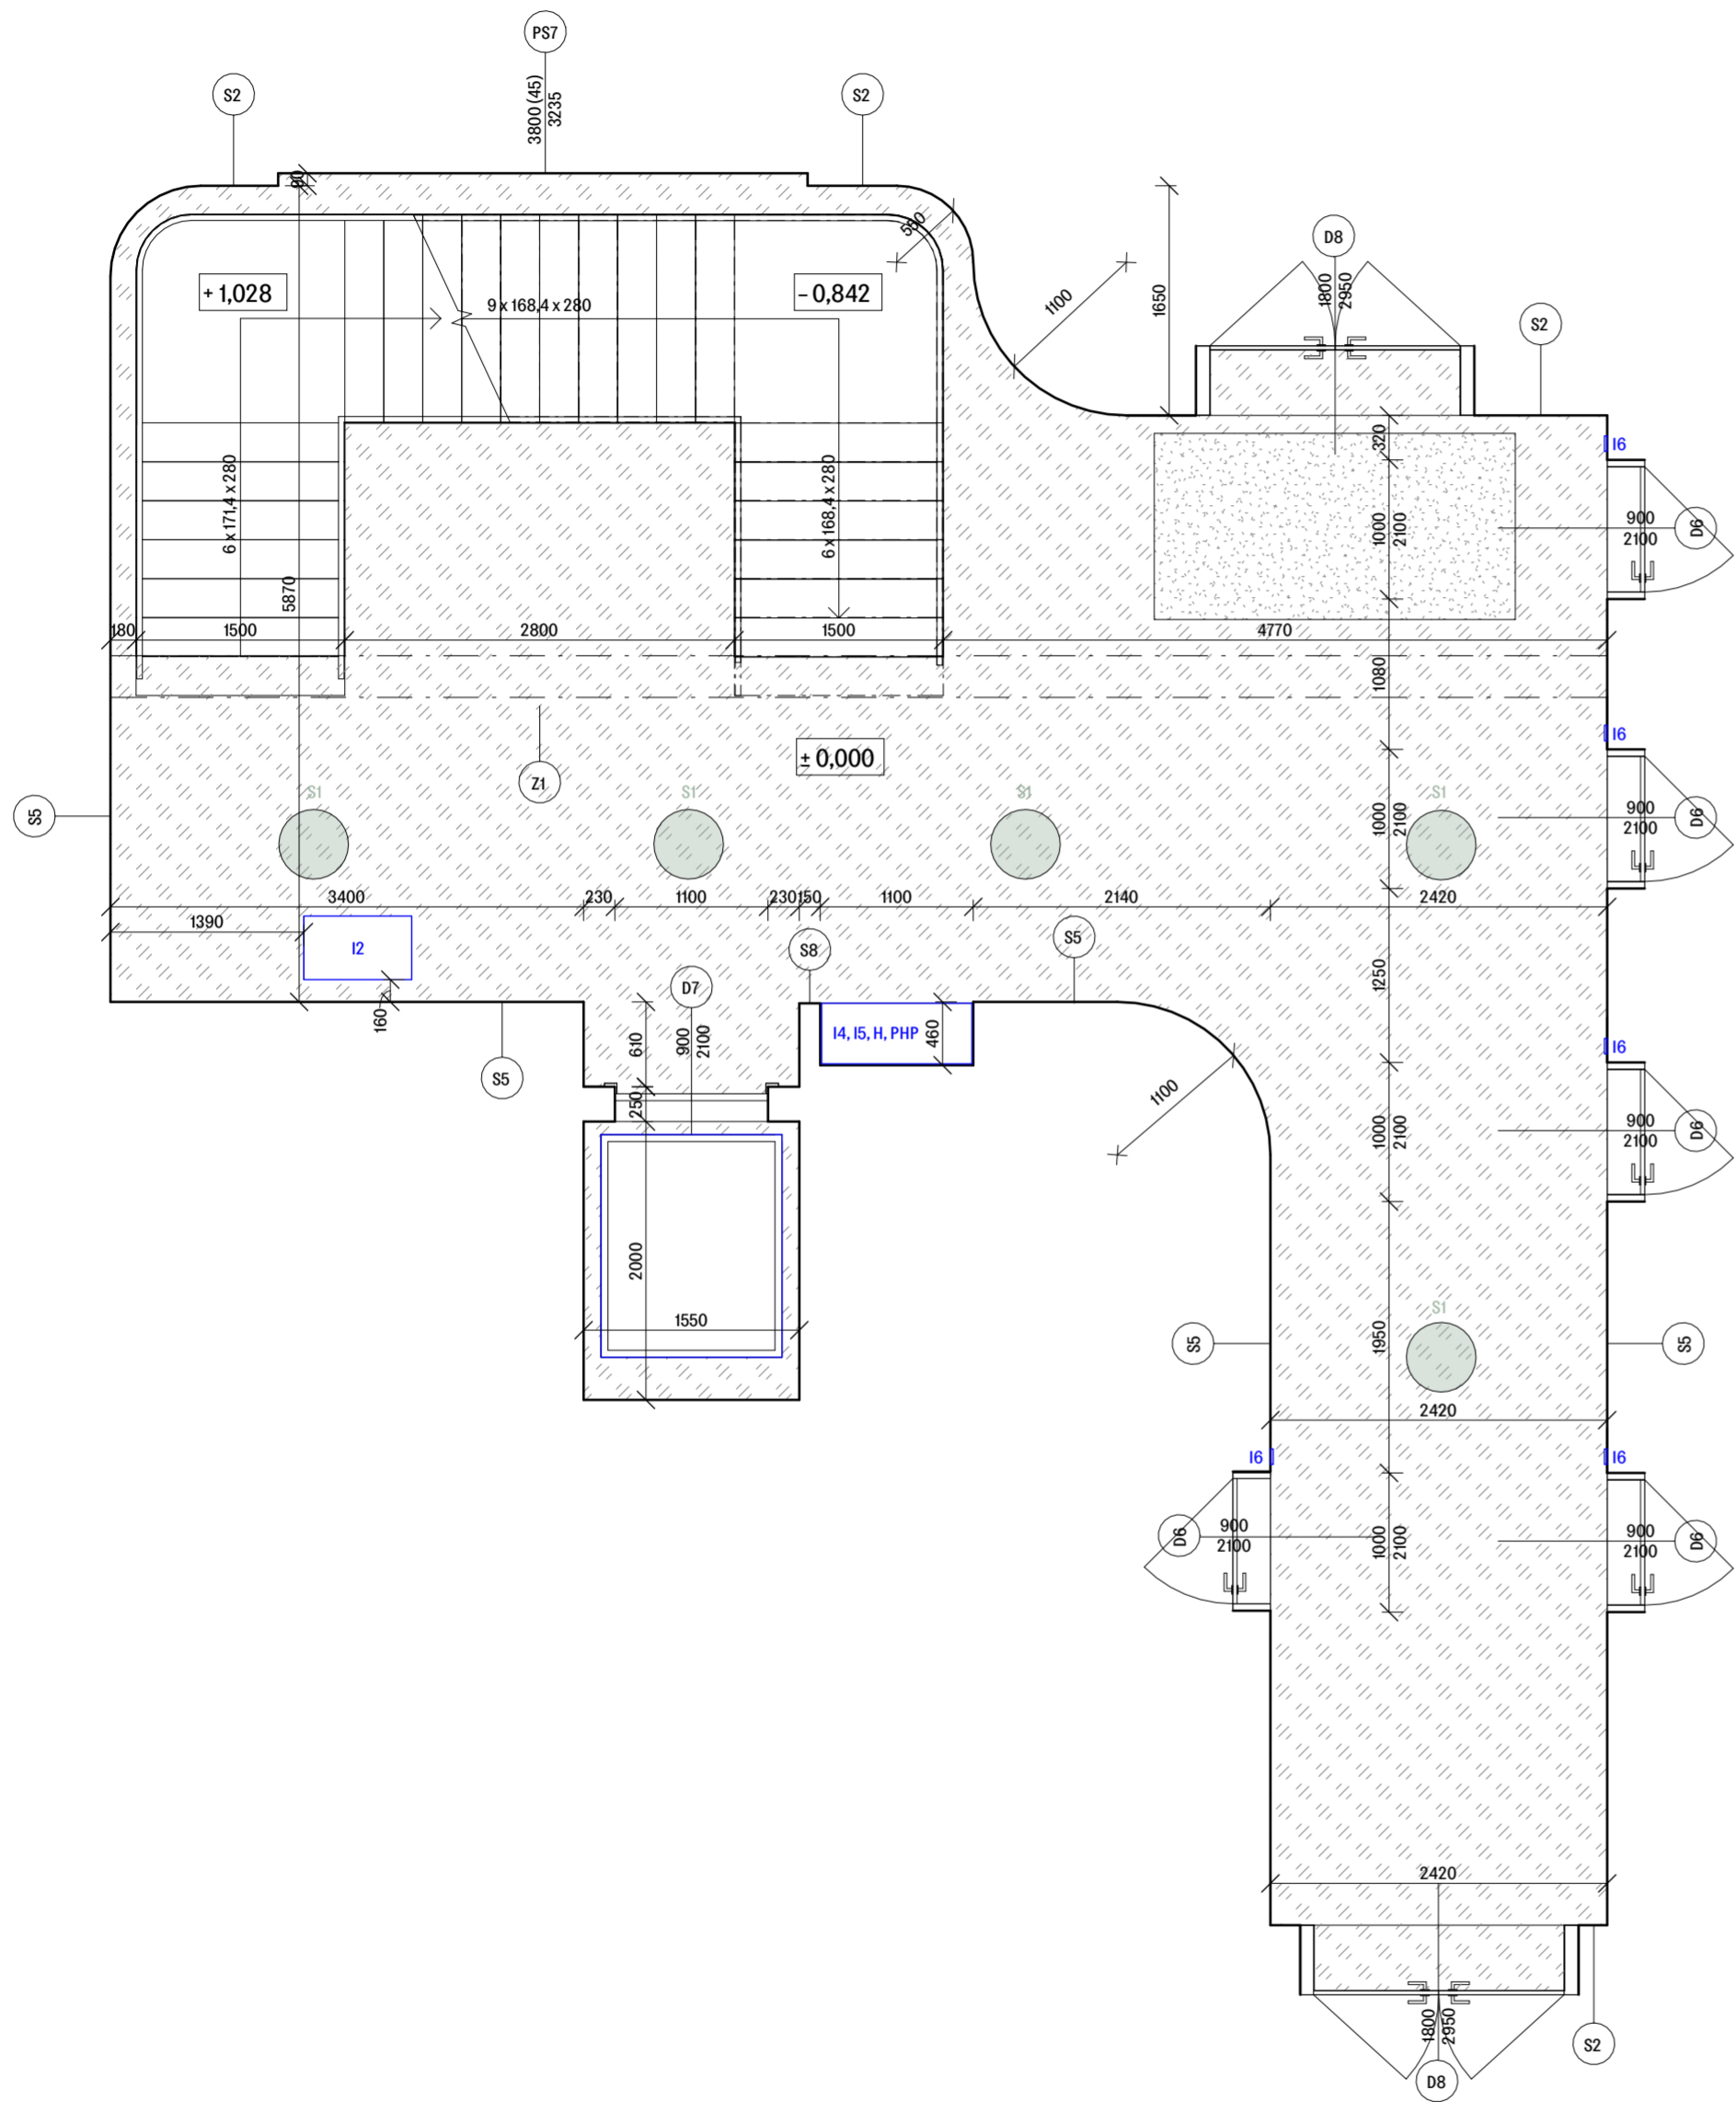 PS7
3800 (45)
3235
S2
S2
90
550
D8
1800
2950
1650
1100
S2
+ 1,028
9 x 168,4 x 280
– 0,842
I6
320
6 x 171,4 x 280
6 x 168,4 x 280
1000
2100
900
2100
D6
5870
180
1500
2800
1500
4770
1080
I6
± 0,000
Z1
S1
S1
S1
S1
S5
1000
2100
900
2100
D6
3400
230
1100
230
150
1100
2140
2420
1390
I2
S8
S5
D7
160
1250
610
900
2100
I4, I5, H, PHP
460
I6
S5
250
1100
1000
2100
900
2100
D6
2000
1550
S1
S5
1950
S5
2420
I6
I6
D6
900
2100
1000
2100
900
2100
D6
2420
1800
2950
S2
D8